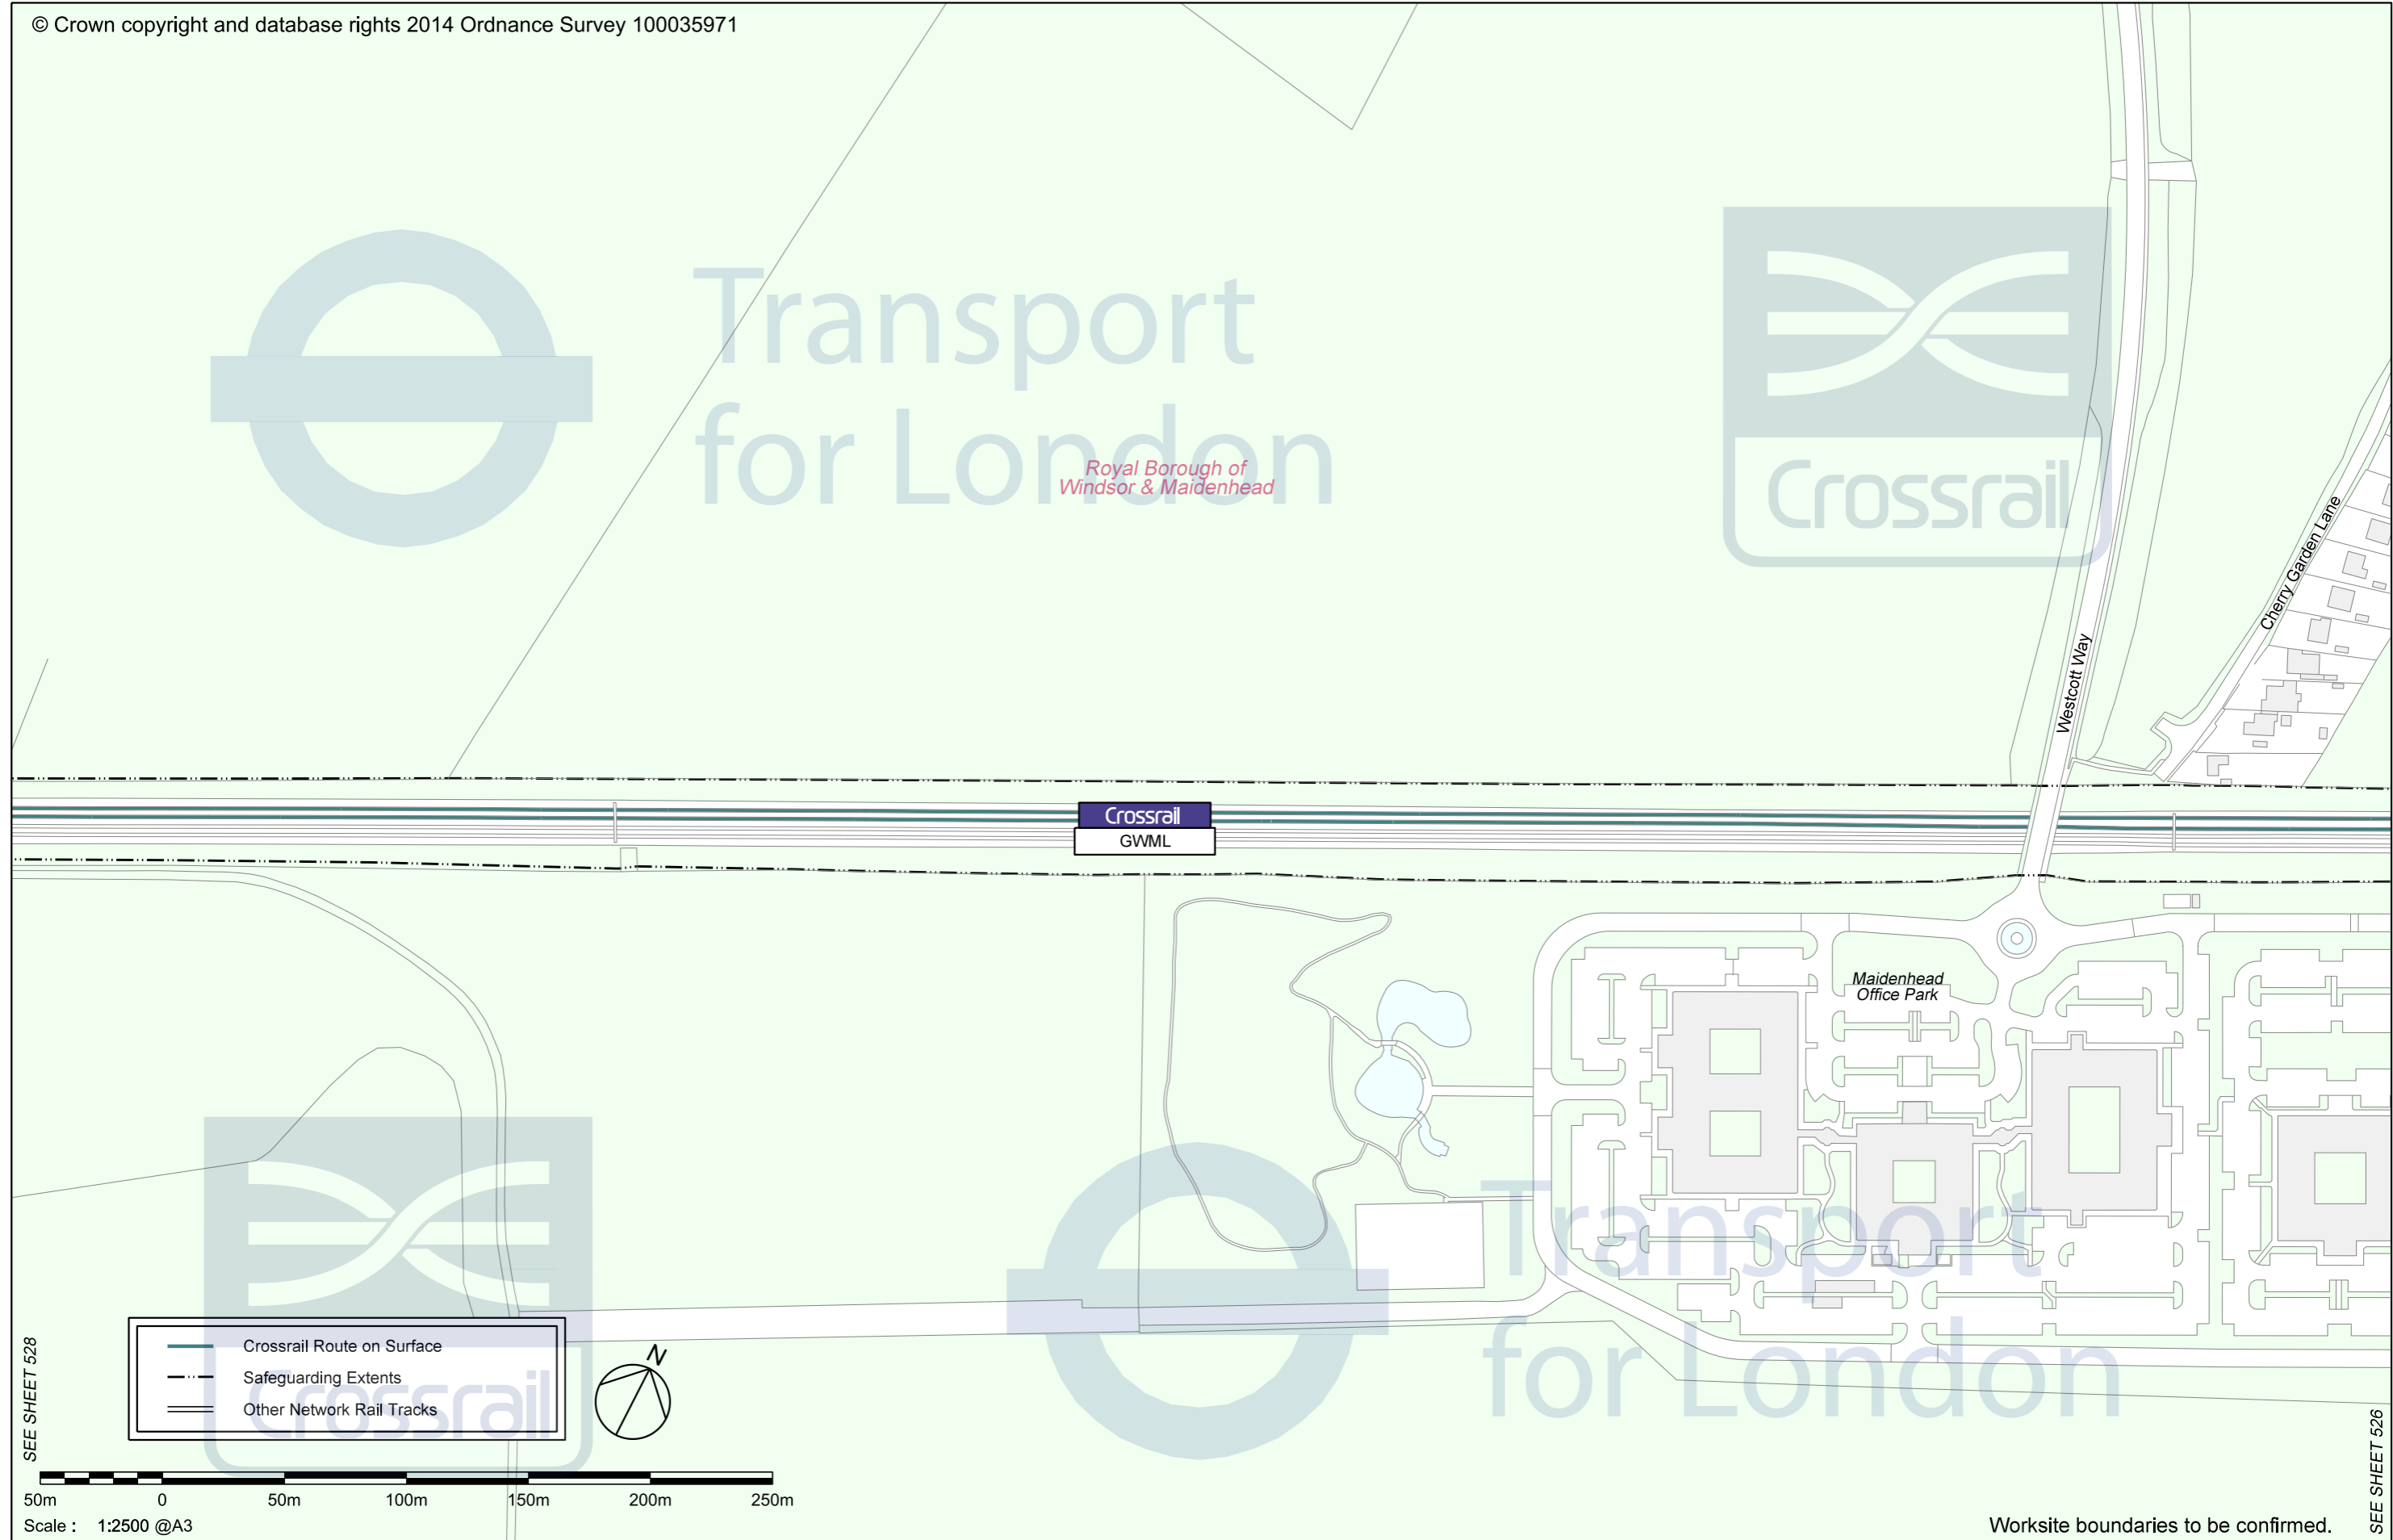 © Crown copyright and database rights 2014 Ordnance Survey 100035971
Transport
for London
Crossrail
Royal Borough of
Windsor & Maidenhead
Cherry Garden Lane
Westcott Way
Crossrail
GWML
Maidenhead
Office Park
Transport
for London
Crossrail
Crossrail Route on Surface
Safeguarding Extents
Other Network Rail Tracks
N
SEE SHEET 528
SEE SHEET 526
50m 0 50m 100m 150m 200m 250m
Scale : 1:2500 @A3
Worksite boundaries to be confirmed.